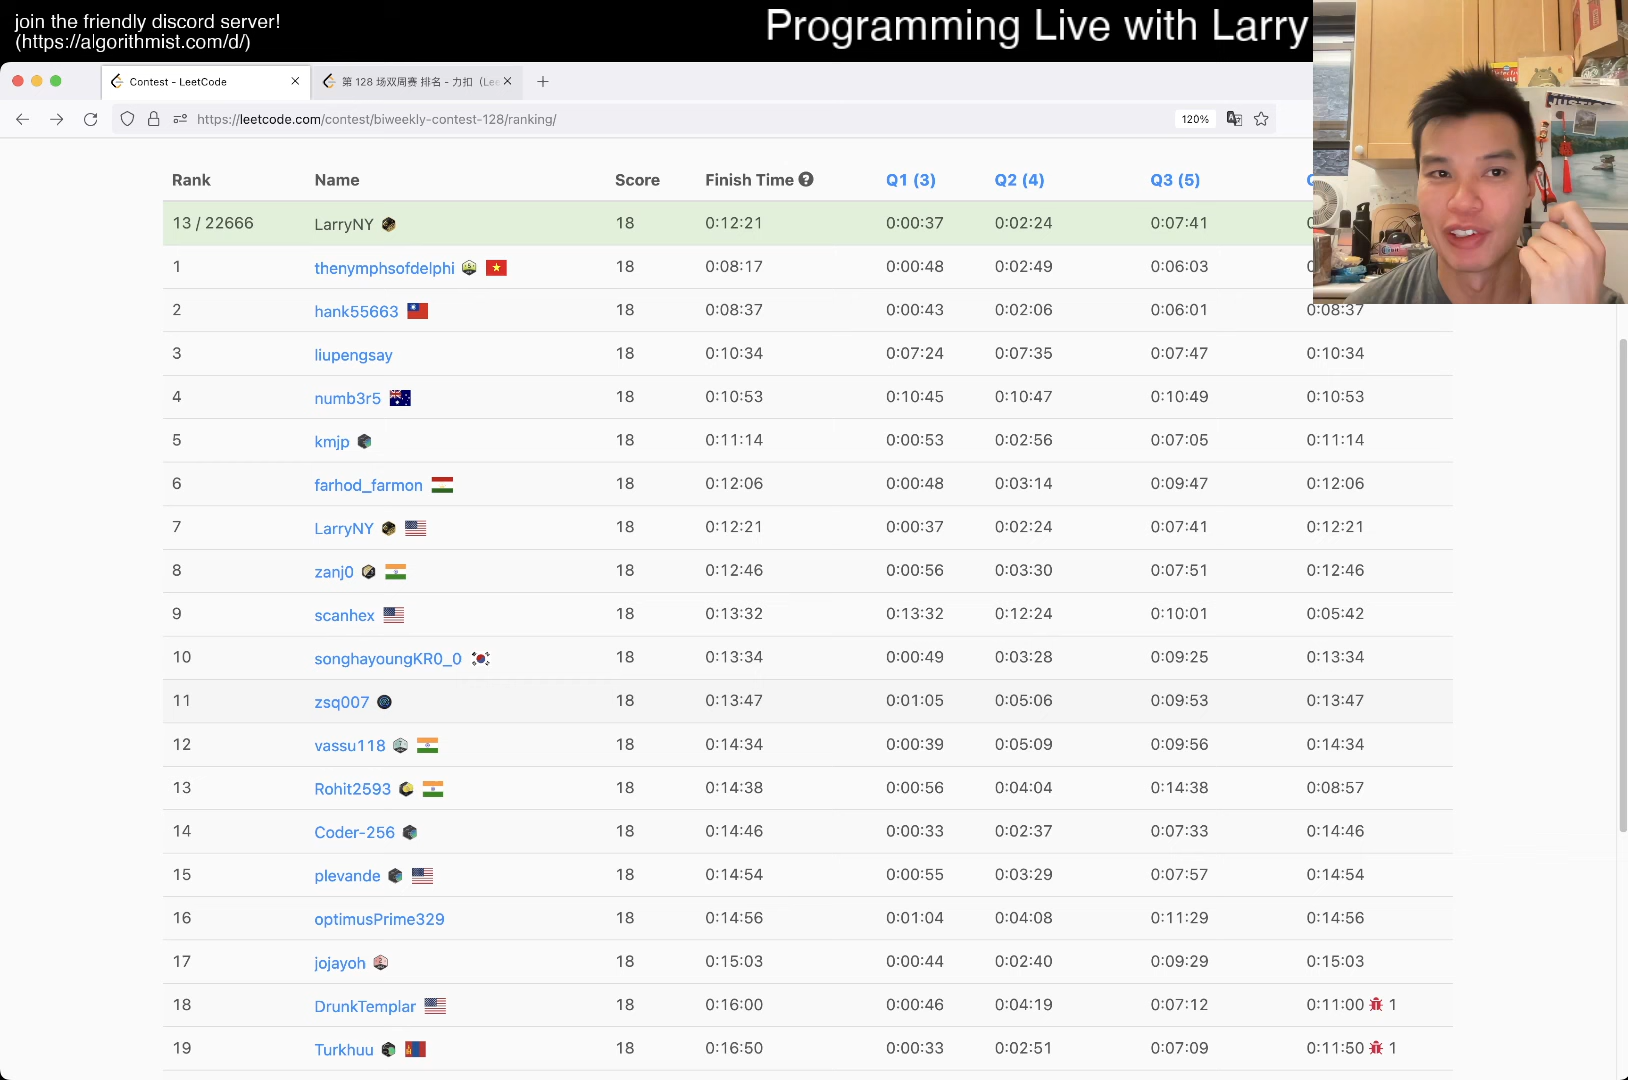 join the friendly discord server!
(https://algorithmist.com/d/)
Programming Live with Larry
Contest - LeetCode
第 128 场双周赛 排名 - 力扣（Lee
https://leetcode.com/contest/biweekly-contest-128/ranking/
120%
Rank Name Score Finish Time Q1 (3) Q2 (4) Q3 (5)
13 / 22666 LarryNY 18 0:12:21 0:00:37 0:02:24 0:07:41
1 thenymphsofdelphi 18 0:08:17 0:00:48 0:02:49 0:06:03
2 hank55663 18 0:08:37 0:00:43 0:02:06 0:06:01 0:08:37
3 liupengsay 18 0:10:34 0:07:24 0:07:35 0:07:47 0:10:34
4 numb3r5 18 0:10:53 0:10:45 0:10:47 0:10:49 0:10:53
5 kmjp 18 0:11:14 0:00:53 0:02:56 0:07:05 0:11:14
6 farhod_farmon 18 0:12:06 0:00:48 0:03:14 0:09:47 0:12:06
7 LarryNY 18 0:12:21 0:00:37 0:02:24 0:07:41 0:12:21
8 zanj0 18 0:12:46 0:00:56 0:03:30 0:07:51 0:12:46
9 scanhex 18 0:13:32 0:13:32 0:12:24 0:10:01 0:05:42
10 songhayoungKR0_0 18 0:13:34 0:00:49 0:03:28 0:09:25 0:13:34
11 zsq007 18 0:13:47 0:01:05 0:05:06 0:09:53 0:13:47
12 vassu118 18 0:14:34 0:00:39 0:05:09 0:09:56 0:14:34
13 Rohit2593 18 0:14:38 0:00:56 0:04:04 0:14:38 0:08:57
14 Coder-256 18 0:14:46 0:00:33 0:02:37 0:07:33 0:14:46
15 plevande 18 0:14:54 0:00:55 0:03:29 0:07:57 0:14:54
16 optimusPrime329 18 0:14:56 0:01:04 0:04:08 0:11:29 0:14:56
17 jojayoh 18 0:15:03 0:00:44 0:02:40 0:09:29 0:15:03
18 DrunkTemplar 18 0:16:00 0:00:46 0:04:19 0:07:12 0:11:00 1
19 Turkhuu 18 0:16:50 0:00:33 0:02:51 0:07:09 0:11:50 1